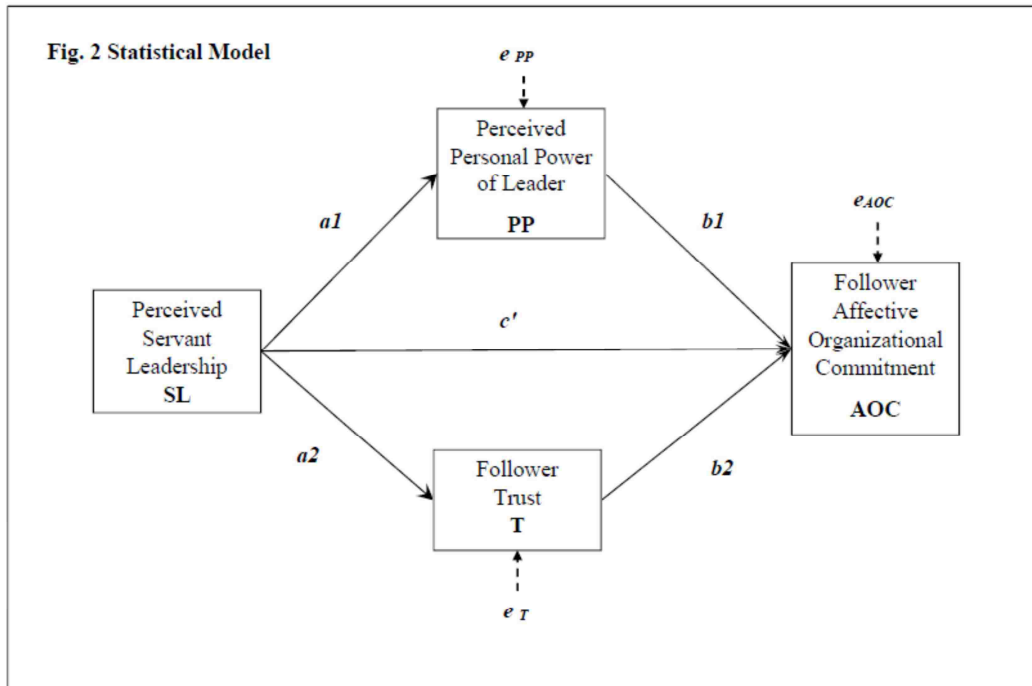 Fig. 2 Statistical Model
e PP
Perceived
Personal Power
of Leader
PP
a1
b1
eAOC
Perceived
Servant
Leadership
SL
c'
Follower
Affective
Organizational
Commitment
AOC
a2
b2
Follower
Trust
T
e T